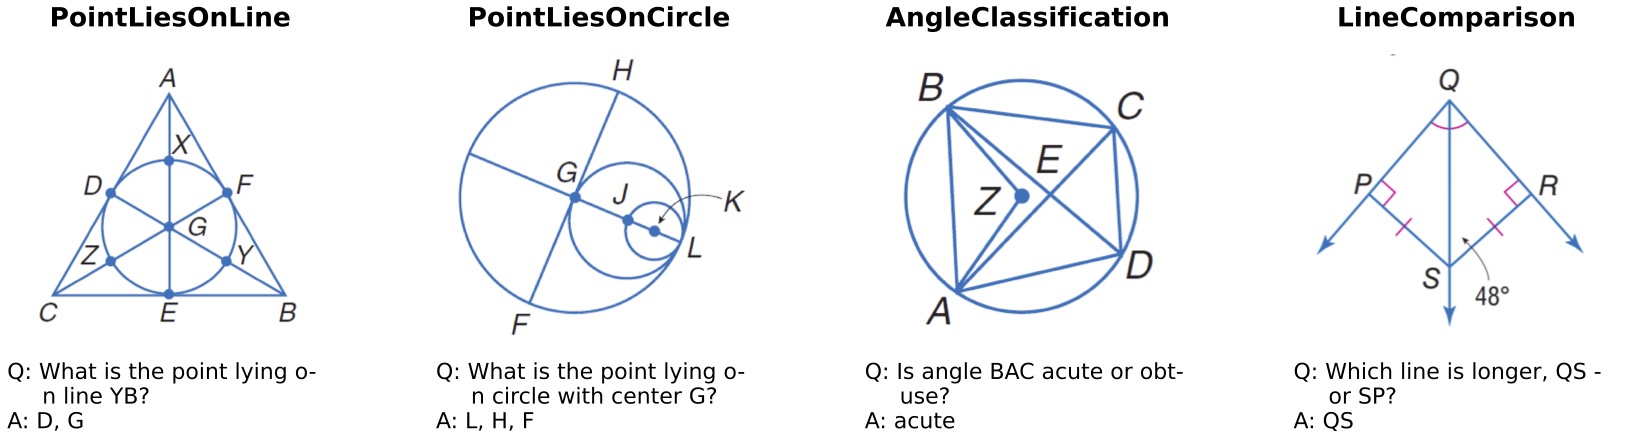 PointLiesOnLine
A
X
D
F
G
Z
Y
C
E
B
Q: What is the point lying o-
n line YB?
A: D, G
PointLiesOnCircle
H
G
J
K
L
F
Q: What is the point lying o-
n circle with center G?
A: L, H, F
AngleClassification
B
C
E
Z
D
A
Q: Is angle BAC acute or obt-
use?
A: acute
LineComparison
Q
P
R
S
48°
Q: Which line is longer, QS -
or SP?
A: QS